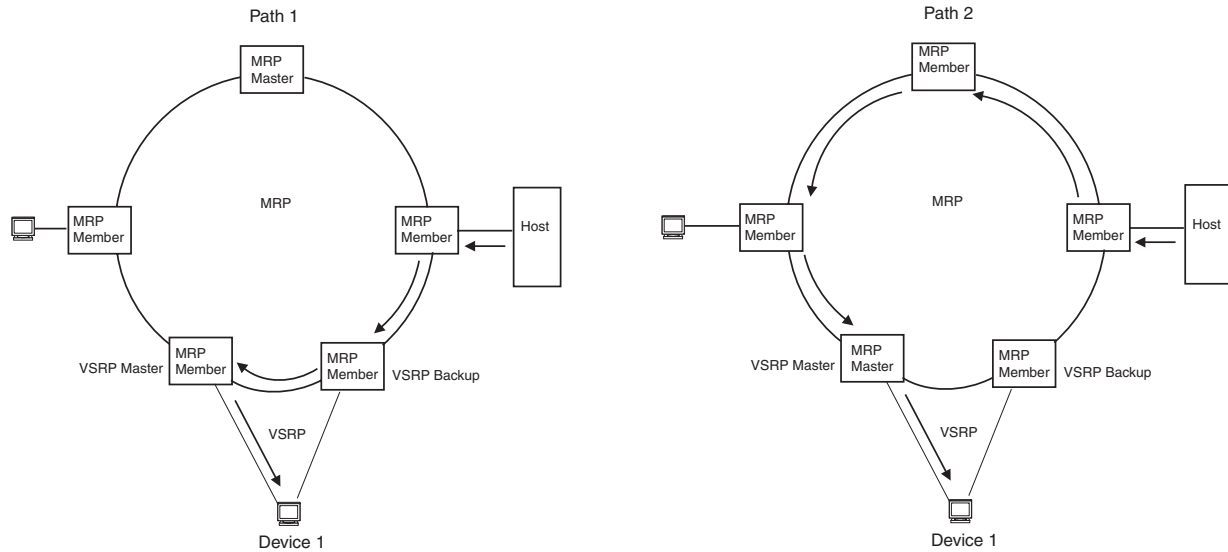 Path 1
MRP
Master
MRP
MRP
Member
MRP
Member
Host
VSRP Master
MRP
Member
MRP
Member
VSRP Backup
VSRP
Device 1
Path 2
MRP
Member
MRP
MRP
Member
MRP
Member
Host
VSRP Master
MRP
Master
MRP
Member
VSRP Backup
VSRP
Device 1